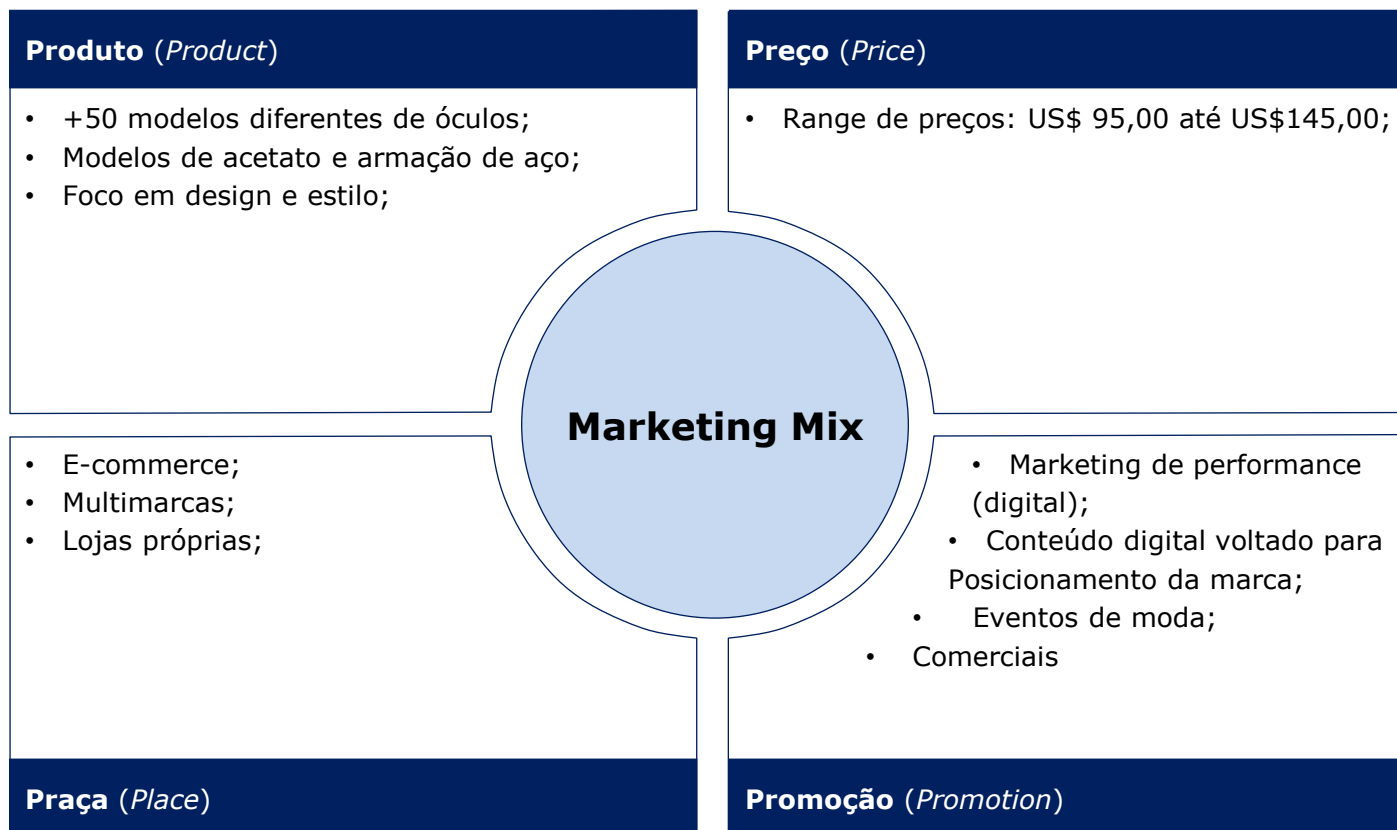 Produto (Product)
• +50 modelos diferentes de óculos;
• Modelos de acetato e armação de aço;
• Foco em design e estilo;
Preço (Price)
• Range de preços: US$ 95,00 até US$145,00;
Marketing Mix
• E-commerce;
• Multimarcas;
• Lojas próprias;
Praça (Place)
• Marketing de performance
(digital);
• Conteúdo digital voltado para
Posicionamento da marca;
• Eventos de moda;
• Comerciais
Promoção (Promotion)